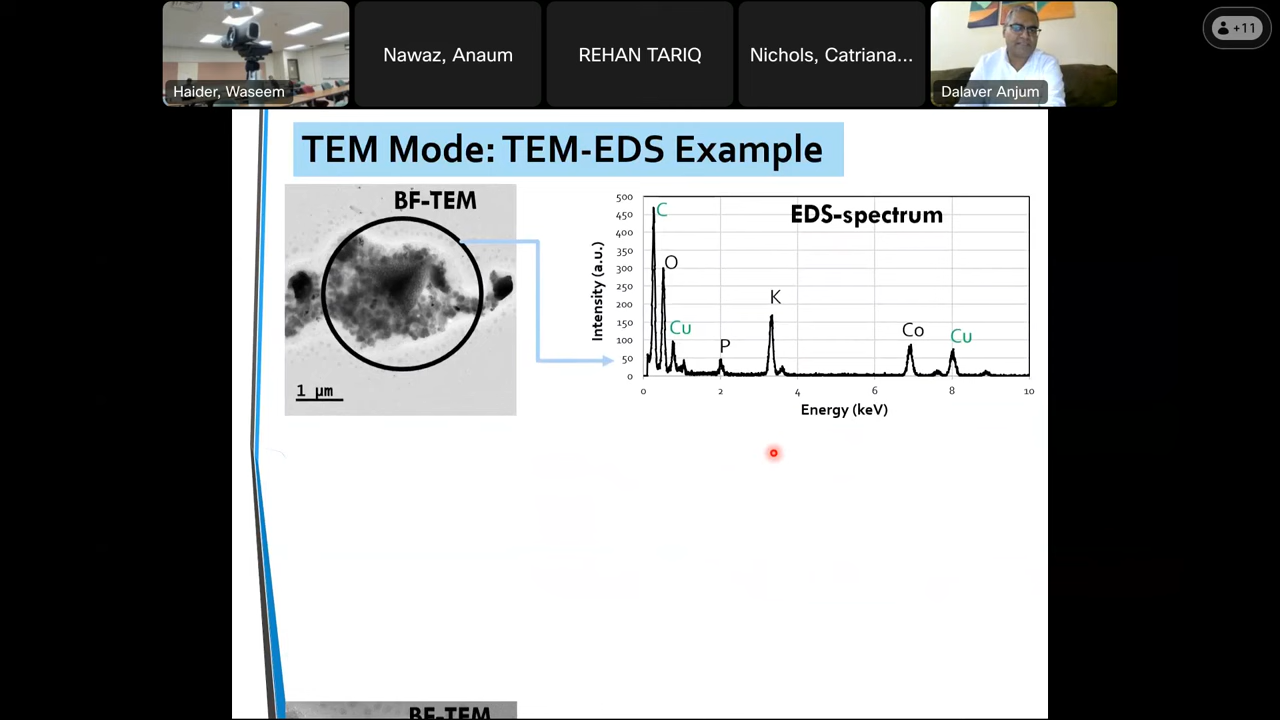 Nawaz, Anaum
REHAN TARIQ
Nichols, Catriana...
+11
Haider, Waseem
Dalaver Anjum
TEM Mode: TEM-EDS Example
BF-TEM
1 μm
EDS-spectrum
Intensity (a.u.)
500
450
400
350
300
250
200
150
100
50
0
C
O
Cu
P
K
Co
Cu
0
2
4
6
8
10
Energy (keV)
BF-TEM